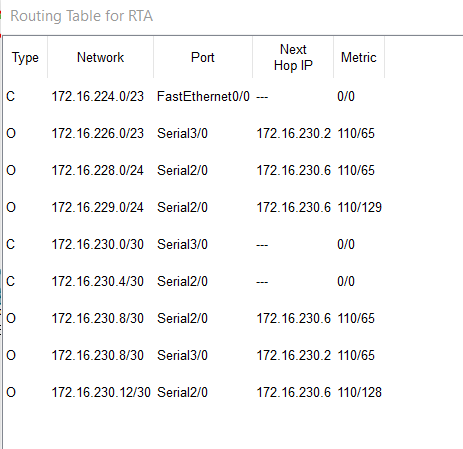 Routing Table for RTA
Type Network Port Next Hop IP Metric
C 172.16.224.0/23 FastEthernet0/0 --- 0/0
O 172.16.226.0/23 Serial3/0 172.16.230.2 110/65
O 172.16.228.0/24 Serial2/0 172.16.230.6 110/65
O 172.16.229.0/24 Serial2/0 172.16.230.6 110/129
C 172.16.230.0/30 Serial3/0 --- 0/0
C 172.16.230.4/30 Serial2/0 --- 0/0
O 172.16.230.8/30 Serial2/0 172.16.230.6 110/65
O 172.16.230.8/30 Serial3/0 172.16.230.2 110/65
O 172.16.230.12/30 Serial2/0 172.16.230.6 110/128